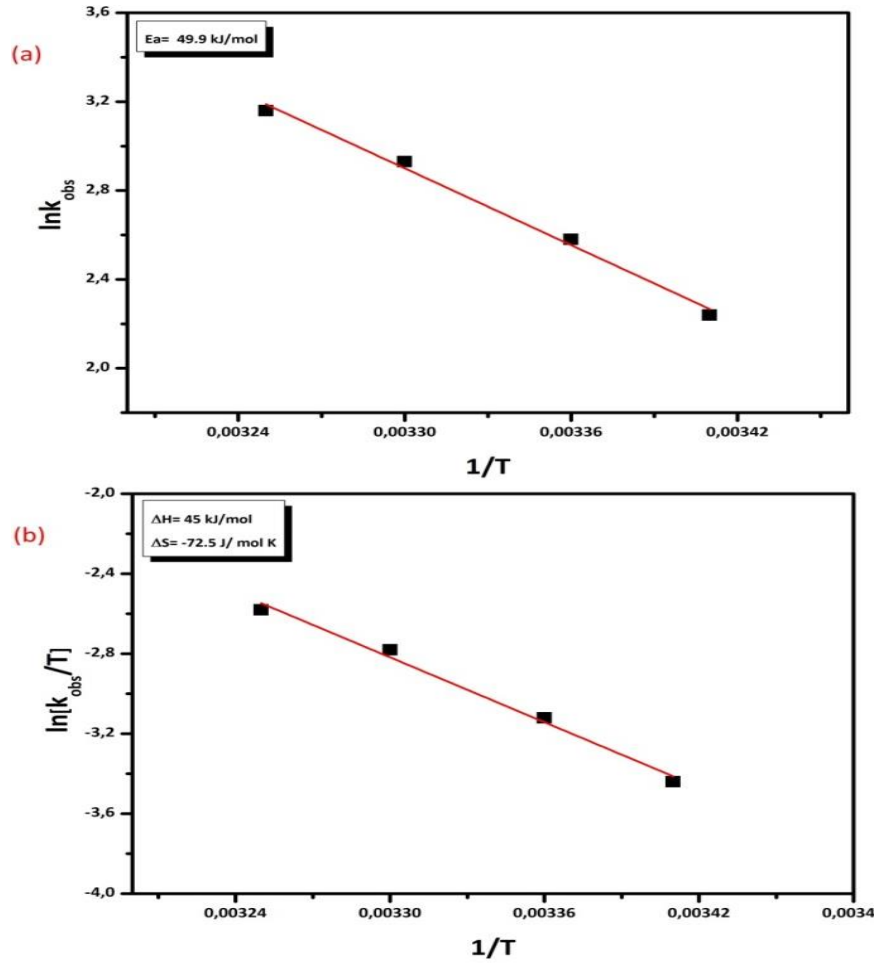 (a)
Ea= 49.9 kJ/mol
3,6
3,2
2,8
2,4
2,0
lnk_obs
0,00324 0,00330 0,00336 0,00342
1/T
(b)
ΔH= 45 kJ/mol
ΔS= -72.5 J/ mol K
-2,0
-2,4
-2,8
-3,2
-3,6
-4,0
ln[k_obs/T]
0,00324 0,00330 0,00336 0,00342 0,0034
1/T